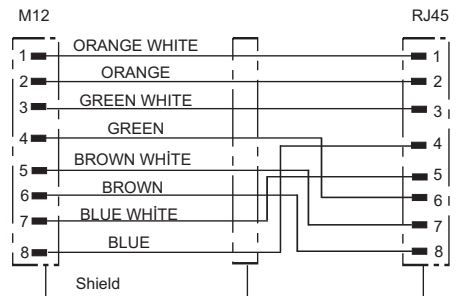 M12 RJ45
1 ORANGE WHITE 1
2 ORANGE 2
3 GREEN WHITE 3
4 GREEN 4
5 BROWN WHİTE 5
6 BROWN 6
7 BLUE WHİTE 7
8 BLUE 8
Shield